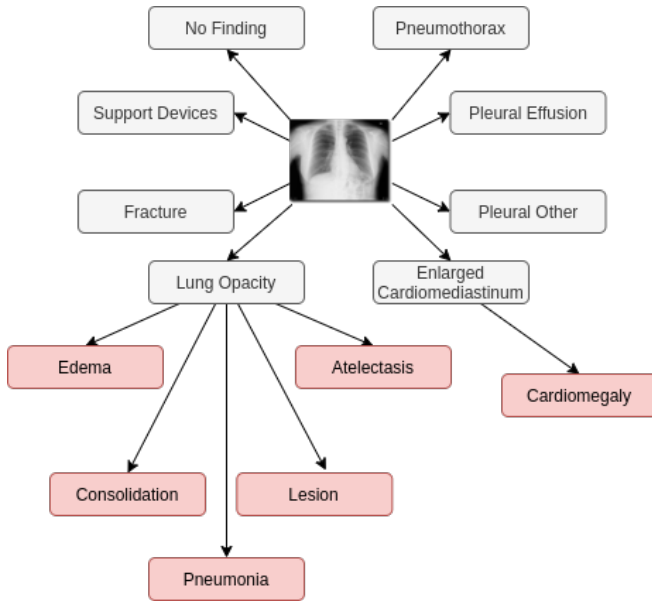 No Finding
Pneumothorax
Support Devices
Pleural Effusion
Fracture
Pleural Other
Lung Opacity
Enlarged
Cardiomediastinum
Edema
Atelectasis
Cardiomegaly
Consolidation
Lesion
Pneumonia